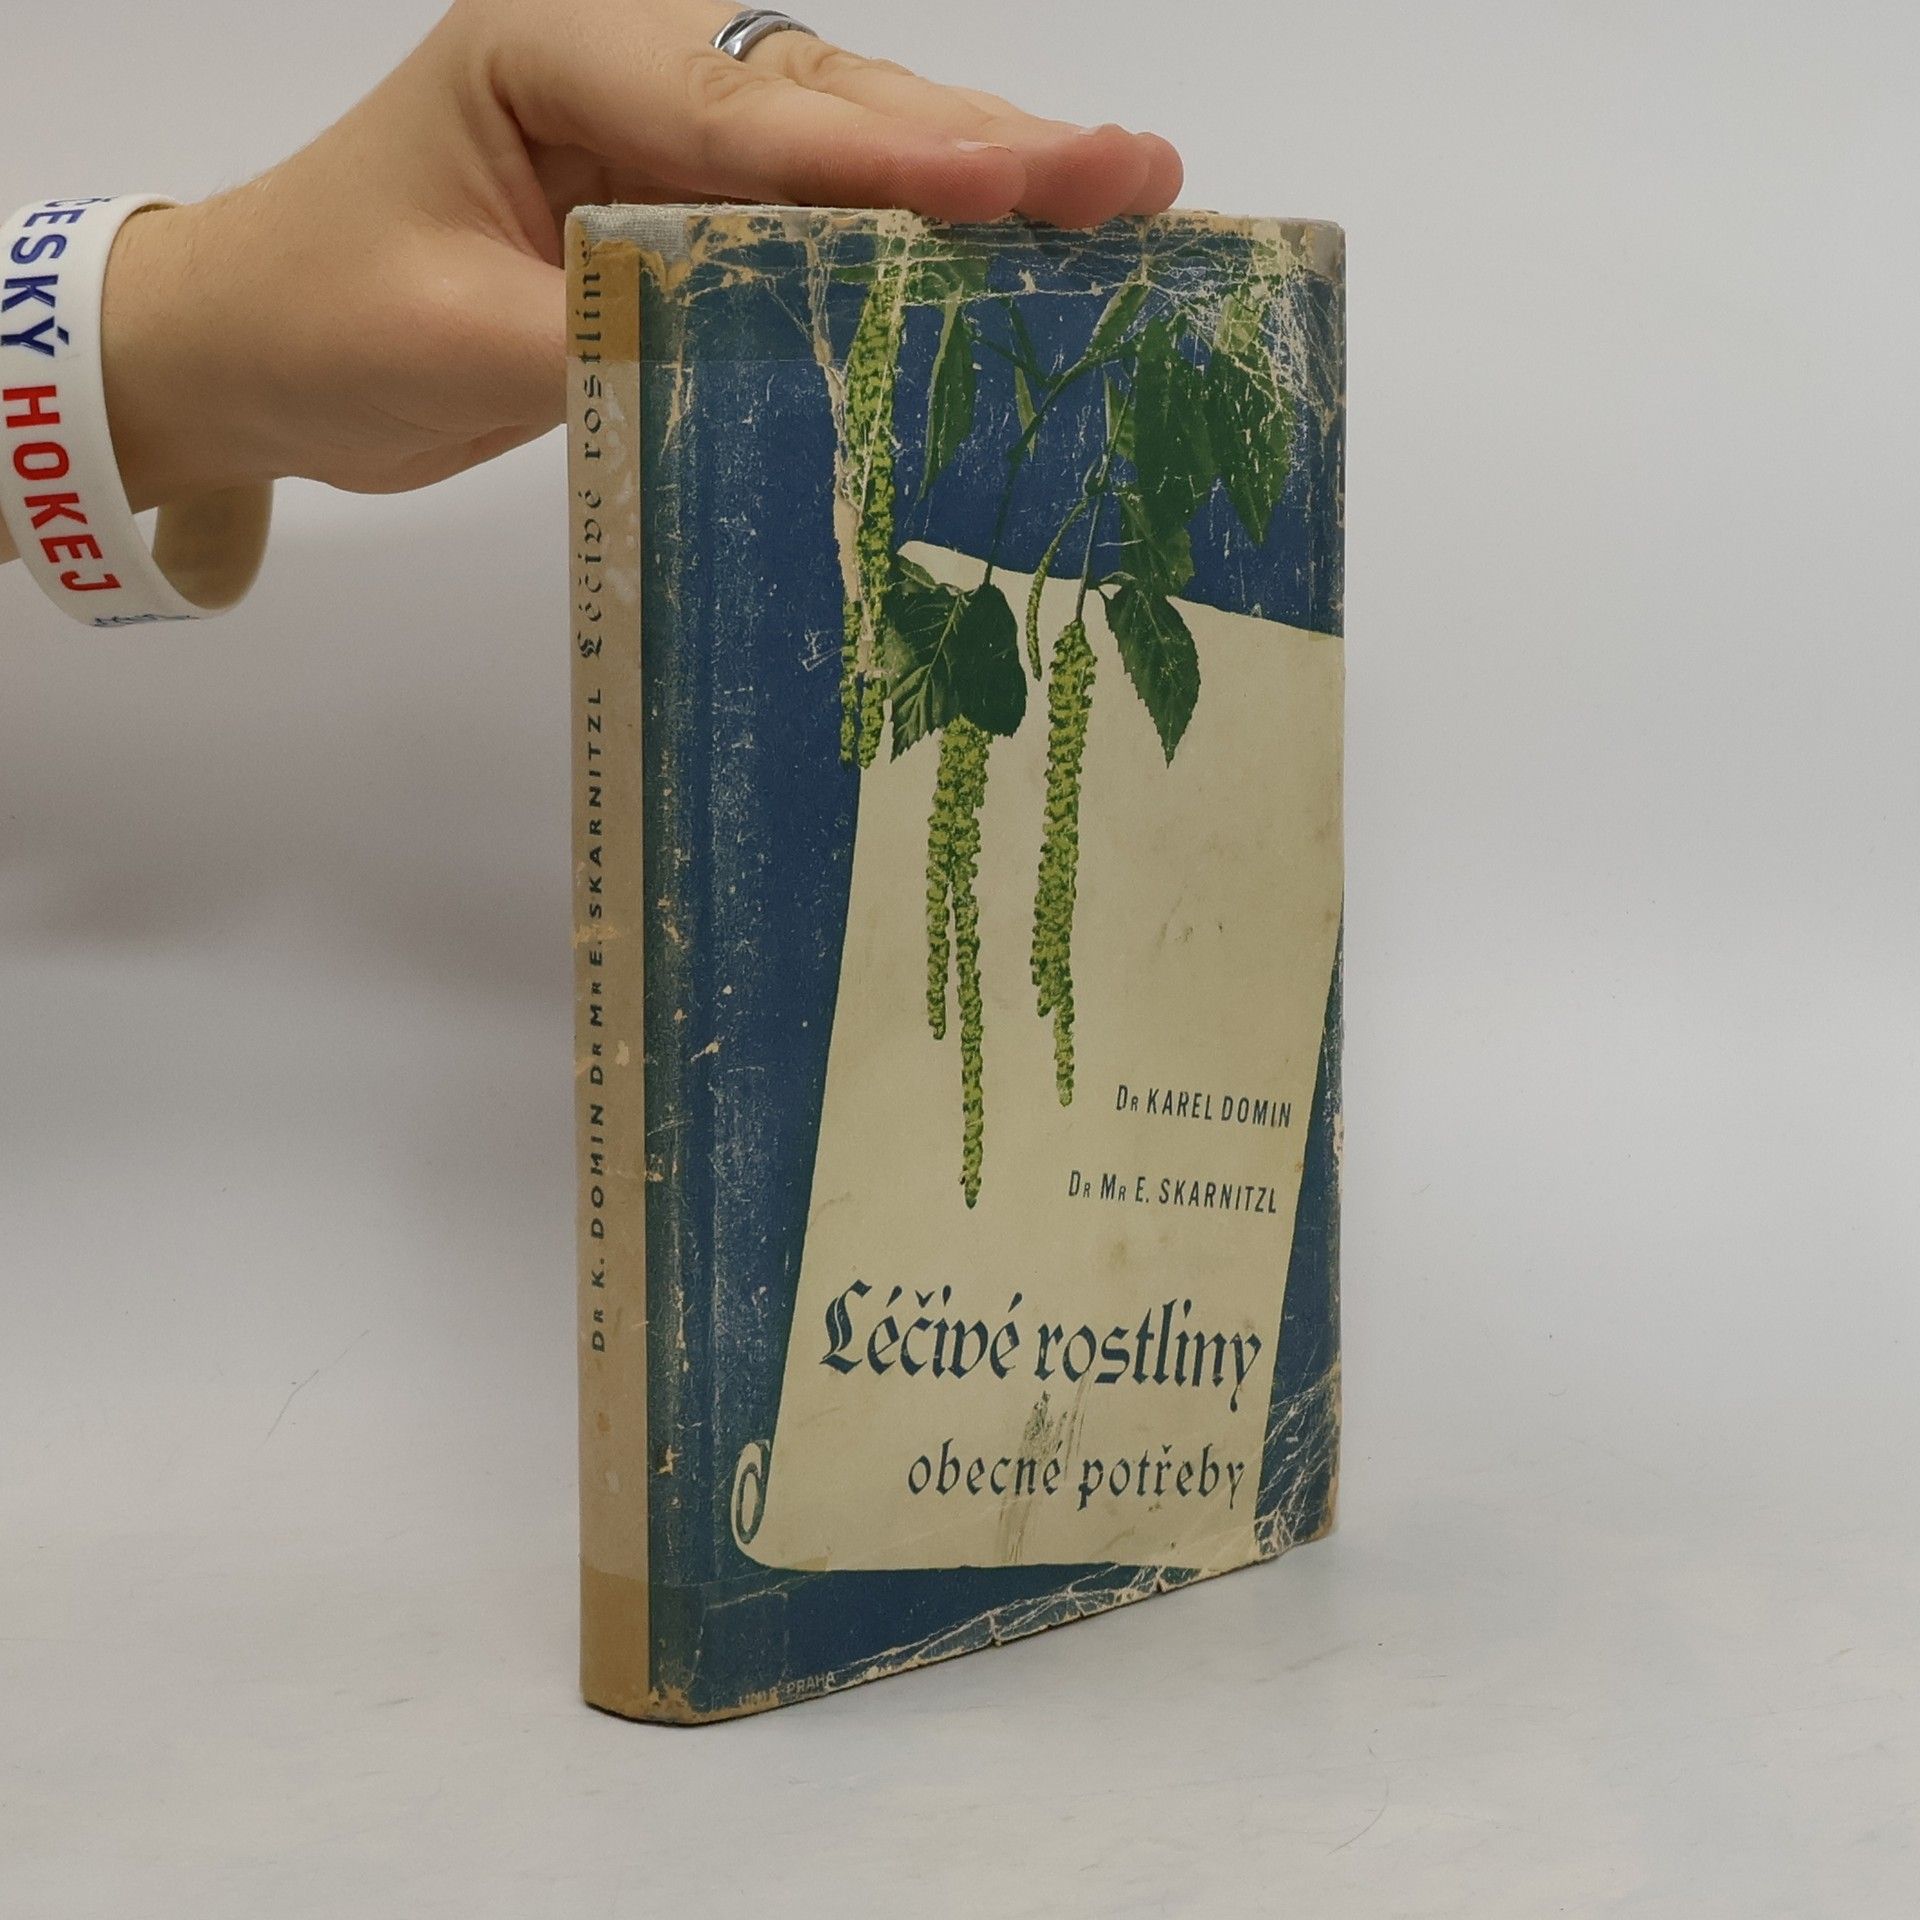 ČESKÝ HOKEJ
Dr K. DOMIN Dr Mr E. SKARNITZL Léčivé rostliny
Dr KAREL DOMIN
Dr Mr E. SKARNITZL
Léčivé rostliny
obecné potřeby
PRAHA